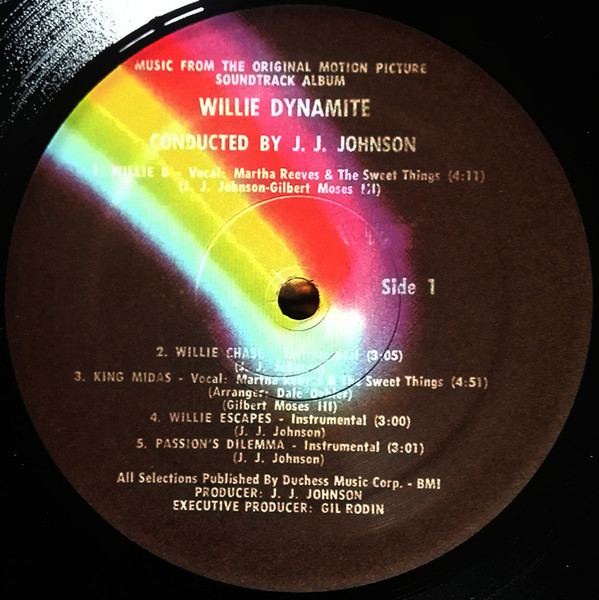 MUSIC FROM THE ORIGINAL MOTION PICTURE
SOUNDTRACK ALBUM
WILLIE DYNAMITE
CONDUCTED BY J. J. JOHNSON
1. WILLIE D - Vocal: Martha Reeves & The Sweet Things (4:11)
(J. J. Johnson-Gilbert Moses III)
Side 1
2. WILLIE CHASE - Instrumental (3:05)
(J. J. Johnson)
3. KING MIDAS - Vocal: Martha Reeves & The Sweet Things (4:51)
(Arranger: Dale Oehler)
(Gilbert Moses III)
4. WILLIE ESCAPES - Instrumental (3:00)
(J. J. Johnson)
5. PASSION'S DILEMMA - Instrumental (3:01)
(J. J. Johnson)
All Selections Published By Duchess Music Corp. - BMI
PRODUCER: J. J. JOHNSON
EXECUTIVE PRODUCER: GIL RODIN